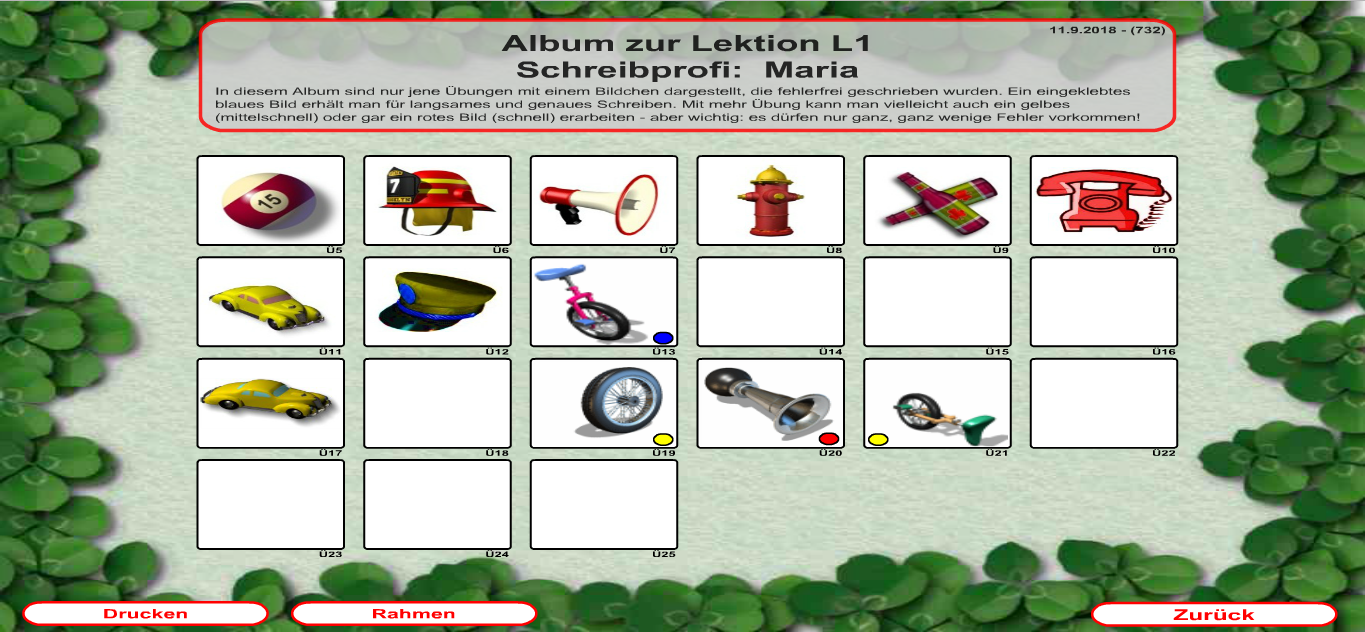 11.9.2018 - (732)
Album zur Lektion L1
Schreibprofi: Maria
In diesem Album sind nur jene Übungen mit einem Bildchen dargestellt, die fehlerfrei geschrieben wurden. Ein eingeklebtes
blaues Bild erhält man für langsames und genaues Schreiben. Mit mehr Übung kann man vielleicht auch ein gelbes
(mittelschnell) oder gar ein rotes Bild (schnell) erarbeiten - aber wichtig: es dürfen nur ganz, ganz wenige Fehler vorkommen!
15
7
Ü5 Ü6 Ü7 Ü8 Ü9 Ü10
Ü11 Ü12 Ü13 Ü14 Ü15 Ü16
Ü17 Ü18 Ü19 Ü20 Ü21 Ü22
Ü23 Ü24 Ü25
Drucken Rahmen Zurück